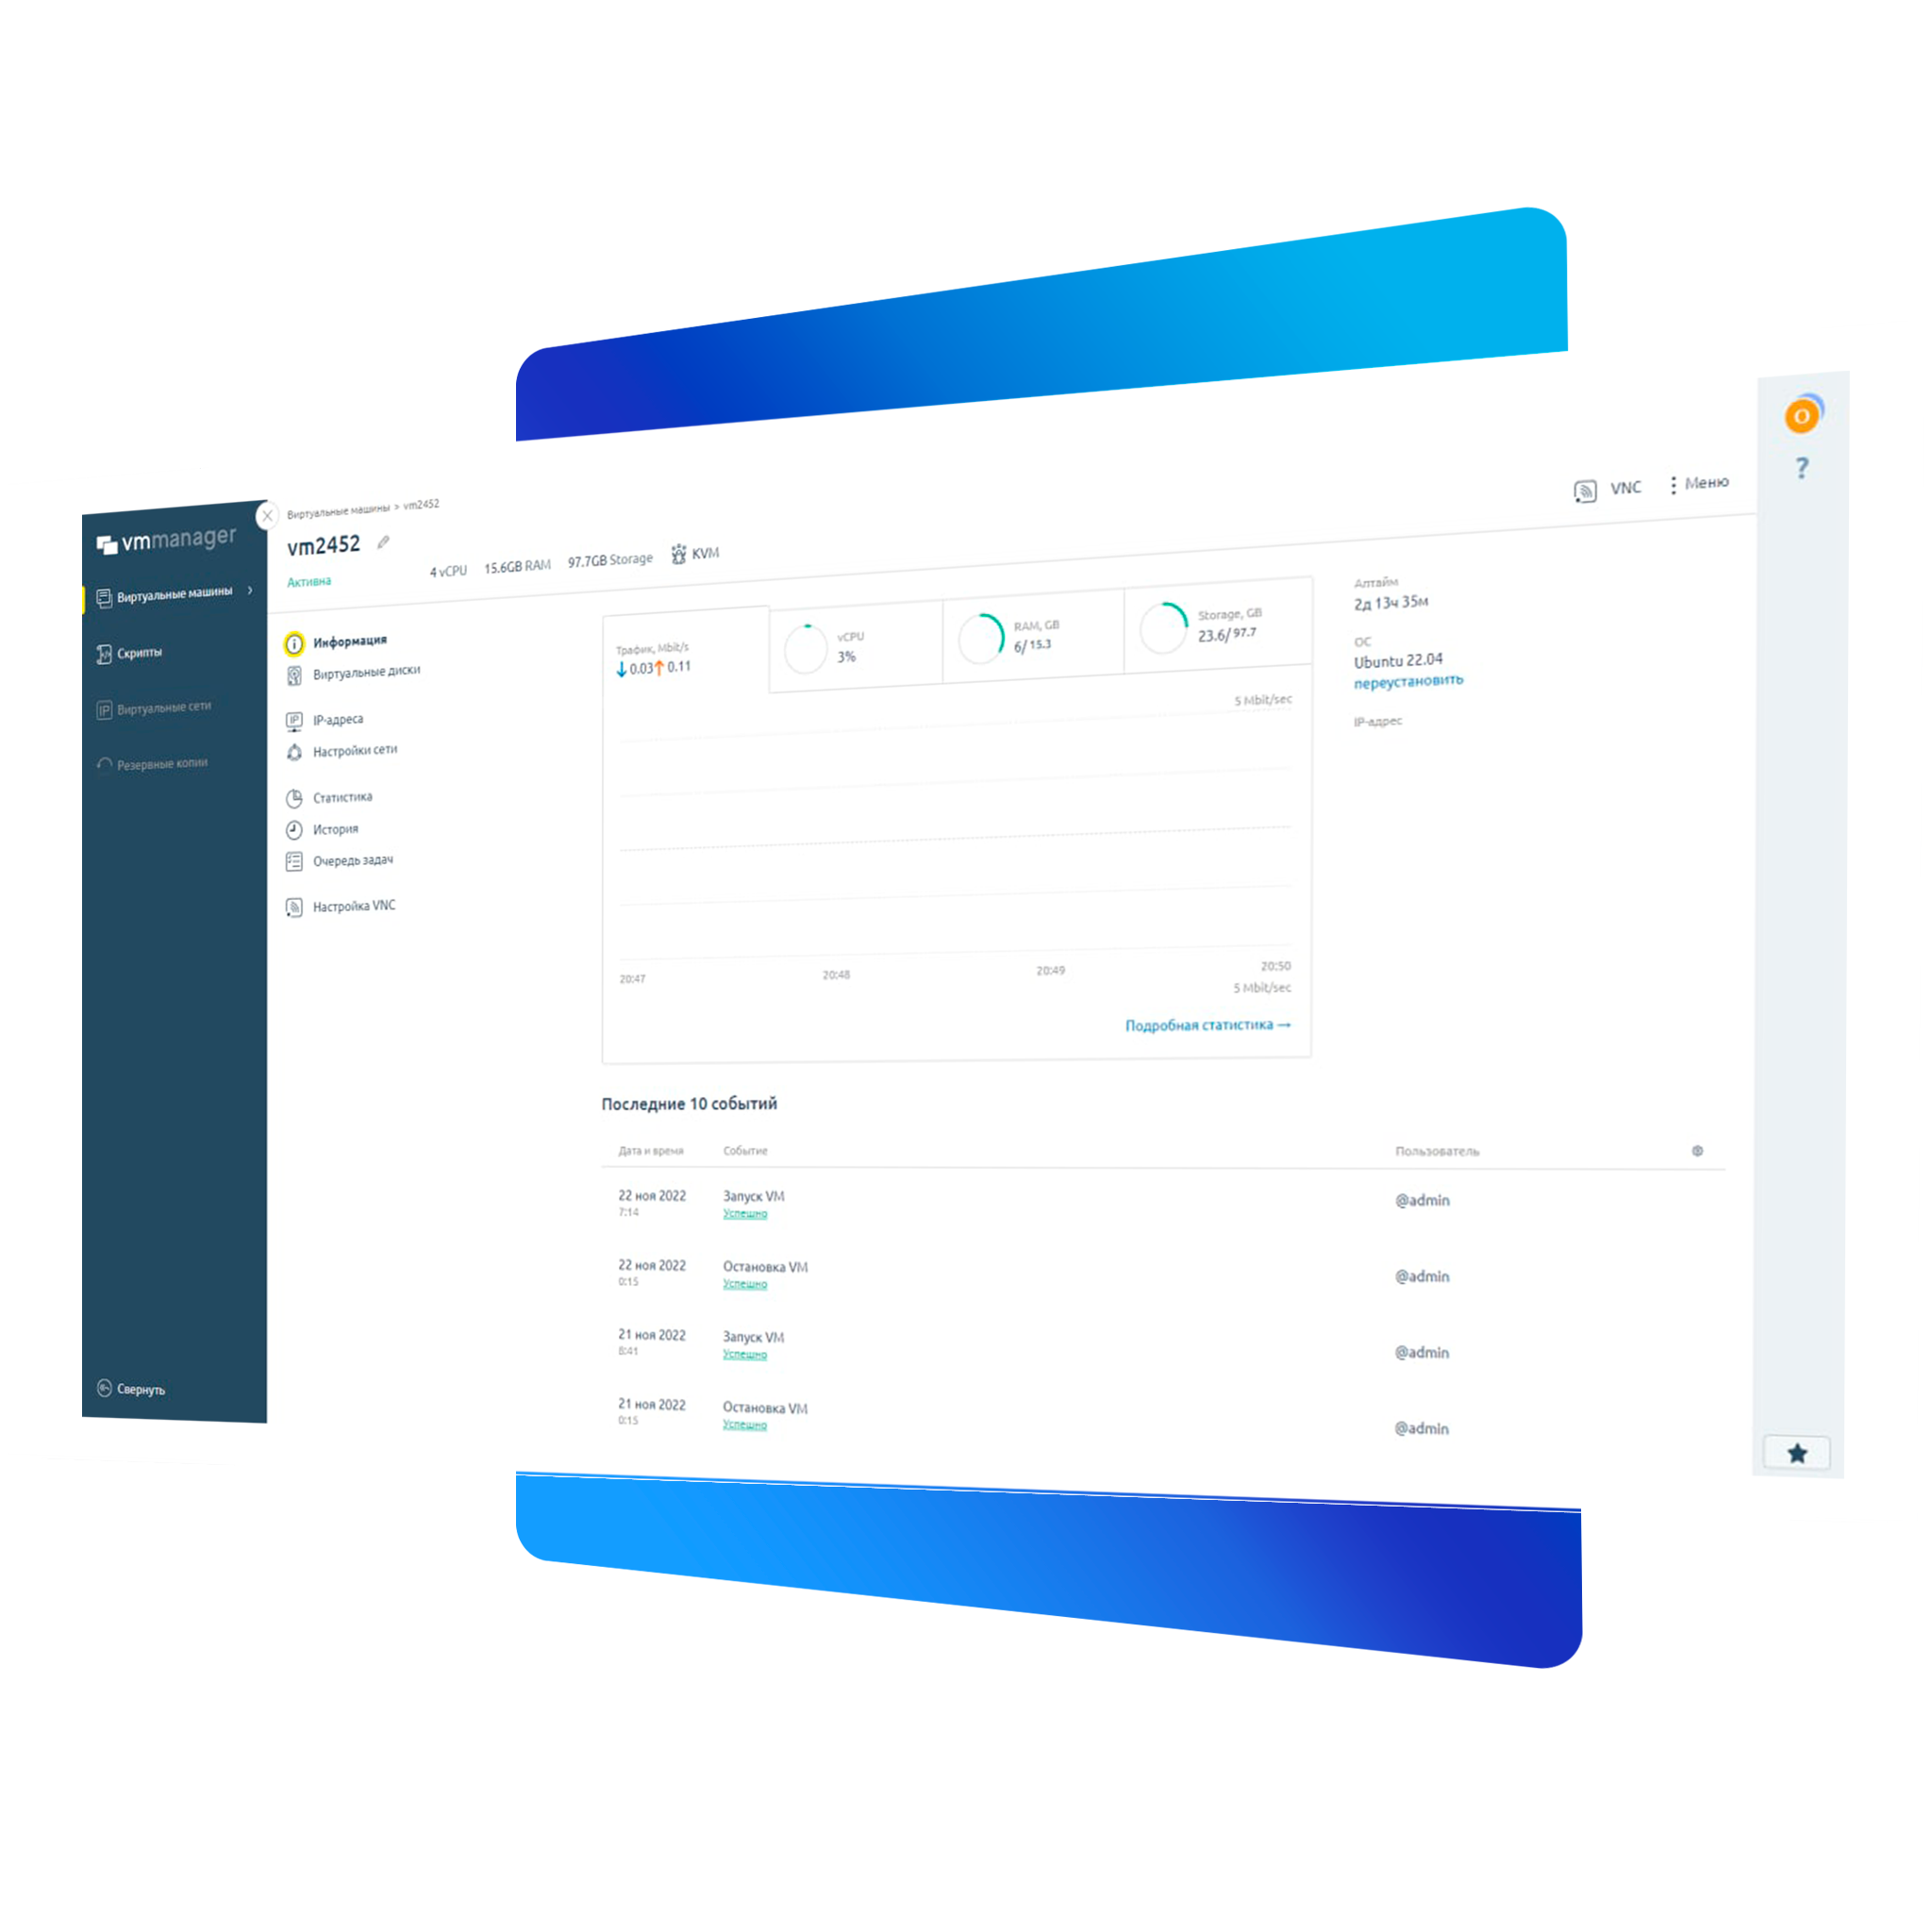 vmmanager
Виртуальные машины
Скрипты
IP Виртуальные сети
Резервные копии
Свернуть
Виртуальные машины > vm2452
vm2452
Активна
4 vCPU 15.6GB RAM 97.7GB Storage KVM
VNC Меню
O
?
Информация
Виртуальные диски
IP IP-адреса
Настройки сети
Статистика
История
Очередь задач
Настройка VNC
Трафик, Mbit/s
↓0.03↑ 0.11
vCPU
3%
RAM, GB
6/ 15.3
Storage, GB
23.6/ 97.7
5 Mbit/sec
20:47 20:48 20:49 20:50
5 Mbit/sec
Подробная статистика →
Аптайм
2д 13ч 35м
ОС
Ubuntu 22.04
переустановить
IP-адрес
Последние 10 событий
Дата и время Событие Пользователь
22 ноя 2022 Запуск VM @admin
7:14 Успешно
22 ноя 2022 Остановка VM @admin
0:15 Успешно
21 ноя 2022 Запуск VM @admin
8:41 Успешно
21 ноя 2022 Остановка VM @admin
0:15 Успешно